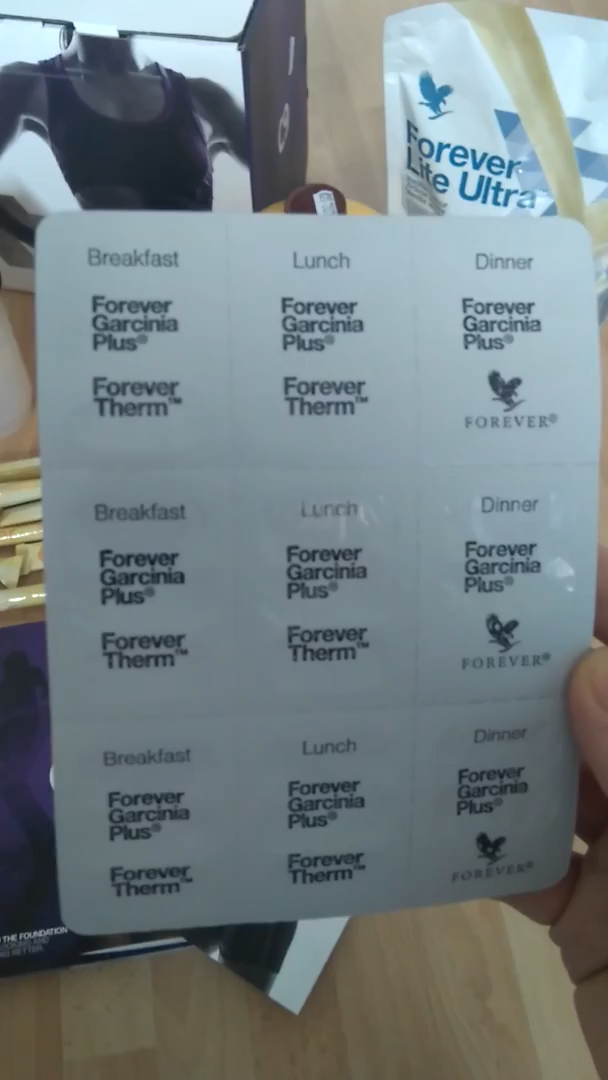 Forever
Lite Ultra
Breakfast
Lunch
Dinner
Forever
Garcinia
Plus®
Forever
Garcinia
Plus®
Forever
Garcinia
Plus®
Forever
Therm™
Forever
Therm™
FOREVER®
Breakfast
Lunch
Dinner
Forever
Garcinia
Plus®
Forever
Garcinia
Plus®
Forever
Garcinia
Plus®
Forever
Therm™
Forever
Therm™
FOREVER®
Breakfast
Lunch
Dinner
Forever
Garcinia
Plus®
Forever
Garcinia
Plus®
Forever
Garcinia
Plus®
Forever
Therm™
Forever
Therm™
FOREVER®
THE FOUNDATION
BETTER.